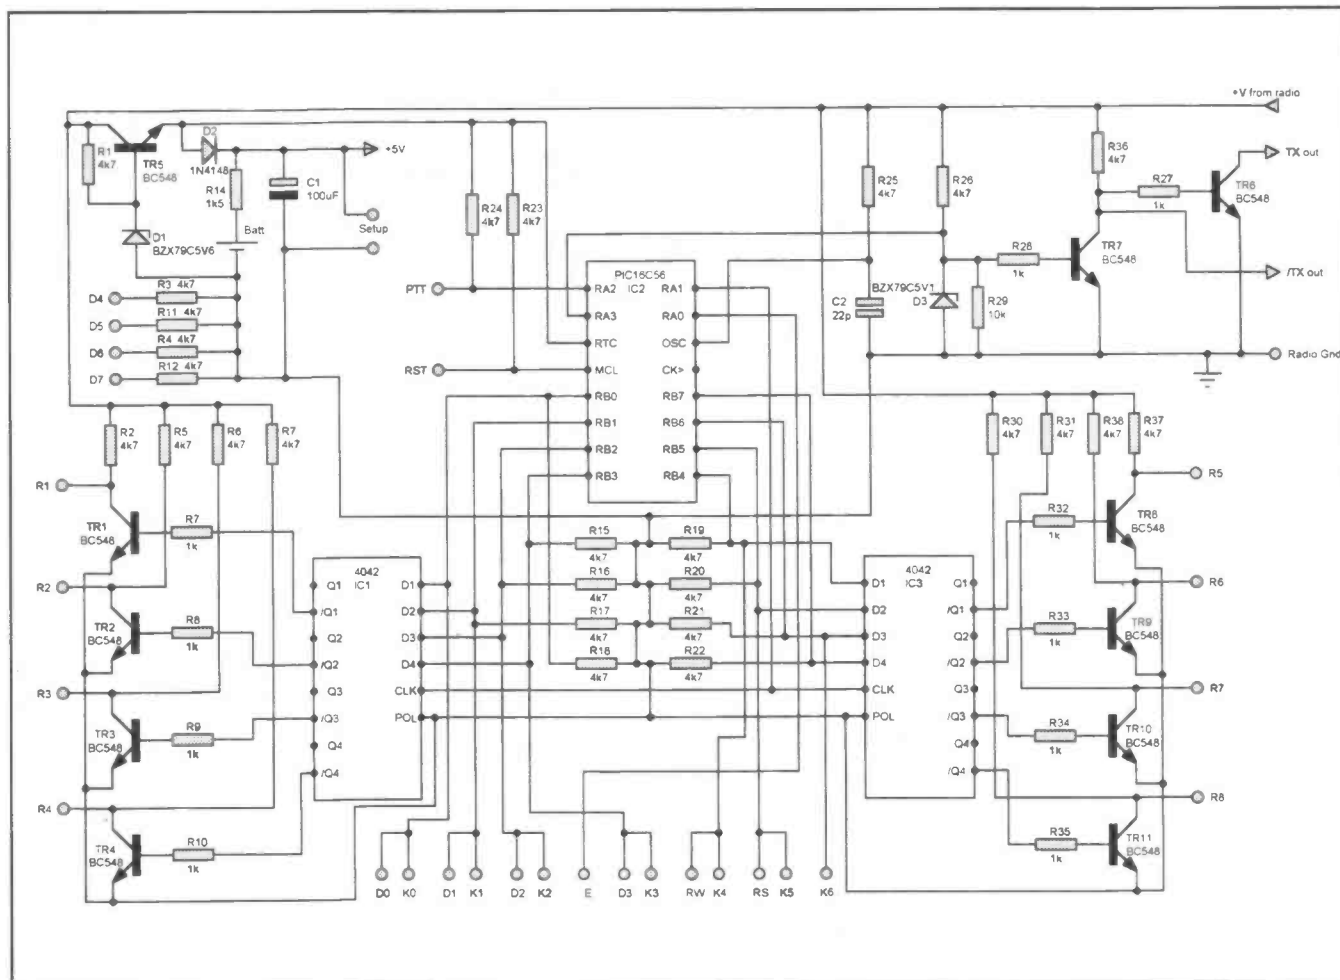 +V from radio
R1
4k7
TR5
BC548
D2
1N4148
R14
1k5
+5V
C1
100uF
Setup
D1
BZX79C5V6
Batt
R24
4k7
R23
4k7
R25
4k7
R26
4k7
R36
4k7
R27
1k
TX out
TR6
BC548
R28
1k
TR7
BC548
/TX out
BZX79C5V1
D3
R29
10k
C2
22p
Radio Gnd
D4
R3 4k7
D5
R11 4k7
D6
R4 4k7
D7
R12 4k7
PTT
RST
PIC16C56
IC2
RA2
RA1
RA3
RA0
RTC
OSC
MCL
CK>
RB0
RB7
RB1
RB6
RB2
RB5
RB3
RB4
R2
4k7
R5
4k7
R6
4k7
R7
4k7
R30
4k7
R31
4k7
R38
4k7
R37
4k7
R1
TR1
BC548
R7
1k
R2
TR2
BC548
R8
1k
R3
TR3
BC548
R9
1k
R4
TR4
BC548
R10
1k
4042
IC1
Q1
D1
/Q1
D2
Q2
D3
/Q2
D4
Q3
CLK
/Q3
POL
Q4
/Q4
R15
4k7
R19
4k7
R16
4k7
R20
4k7
R17
4k7
R21
4k7
R18
4k7
R22
4k7
4042
IC3
D1
Q1
D2
/Q1
D3
Q2
D4
/Q2
CLK
Q3
POL
/Q3
Q4
/Q4
R32
1k
TR8
BC548
R5
R33
1k
TR9
BC548
R6
R34
1k
TR10
BC548
R7
R35
1k
TR11
BC548
R8
D0 K0 D1 K1 D2 K2 E D3 K3 RW K4 RS K5 K6